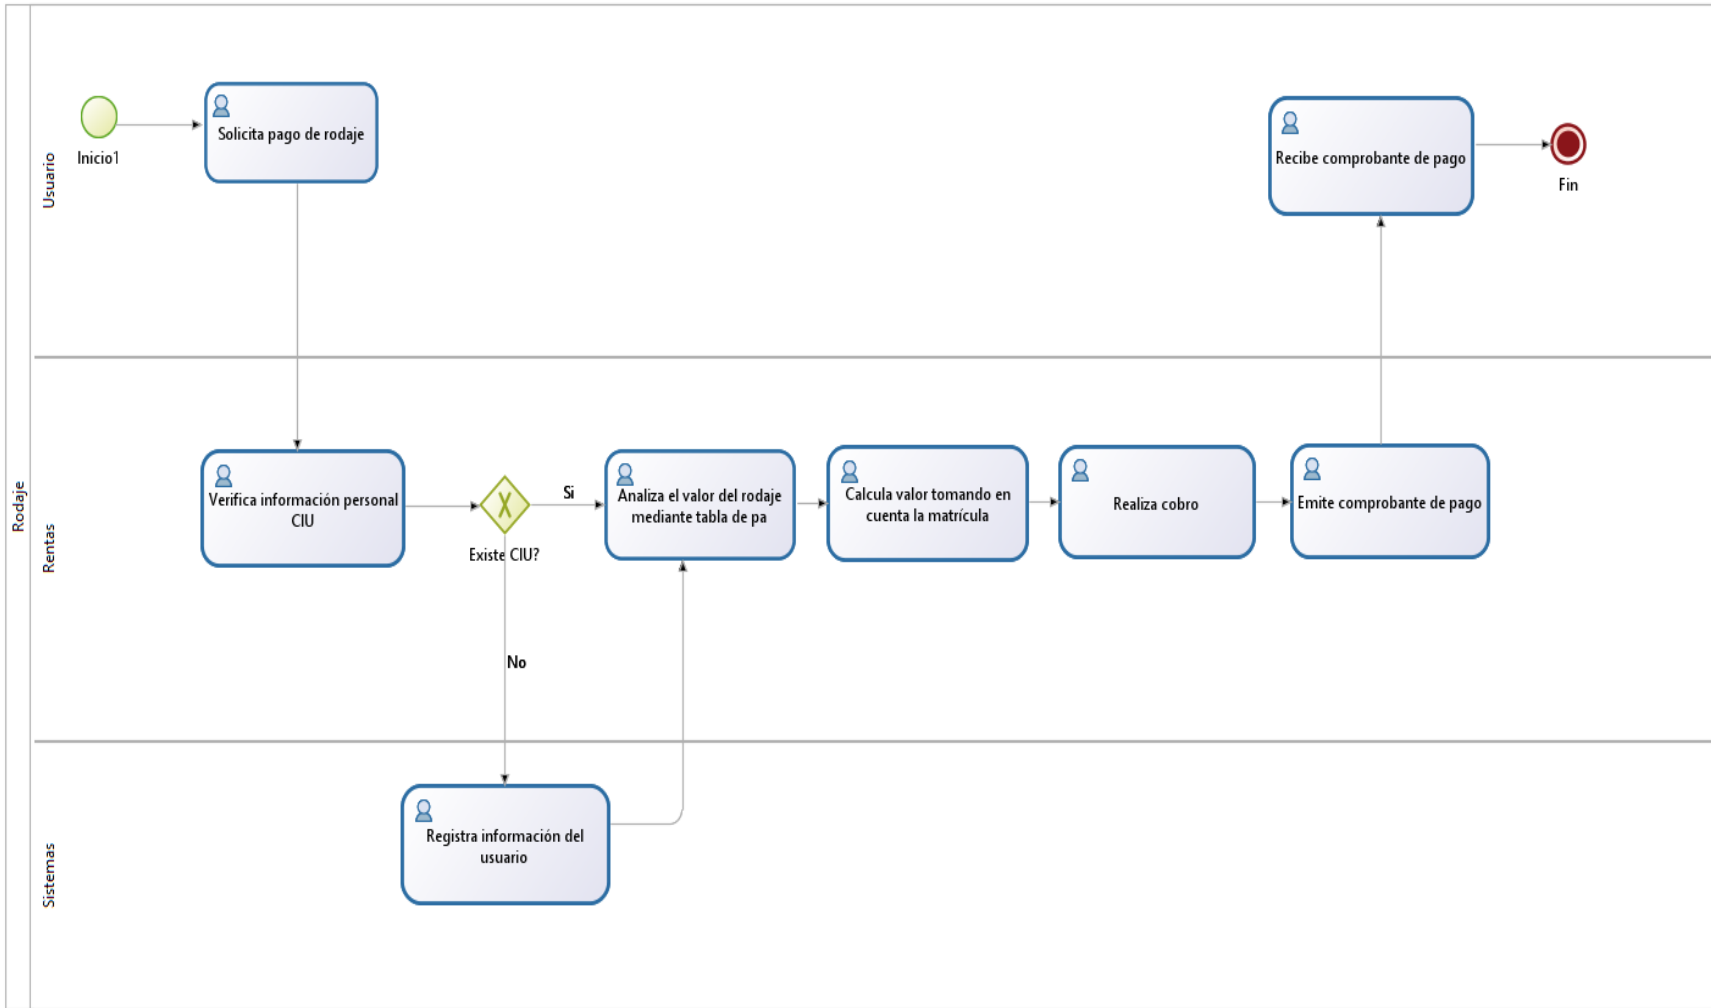 Rodaje
Usuario
Inicio1
Solicita pago de rodaje
Recibe comprobante de pago
Fin
Rentas
Verifica información personal
CIU
Existe CIU?
Si
No
Analiza el valor del rodaje
mediante tabla de pa
Calcula valor tomando en
cuenta la matrícula
Realiza cobro
Emite comprobante de pago
Sistemas
Registra información del
usuario